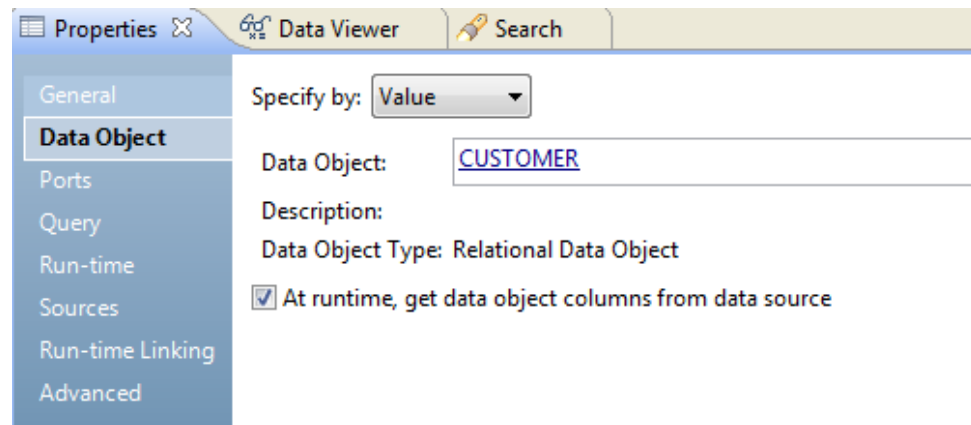 Properties Data Viewer Search
General
Specify by: Value
Data Object
Data Object: CUSTOMER
Ports
Description:
Query
Data Object Type: Relational Data Object
Run-time
At runtime, get data object columns from data source
Sources
Run-time Linking
Advanced